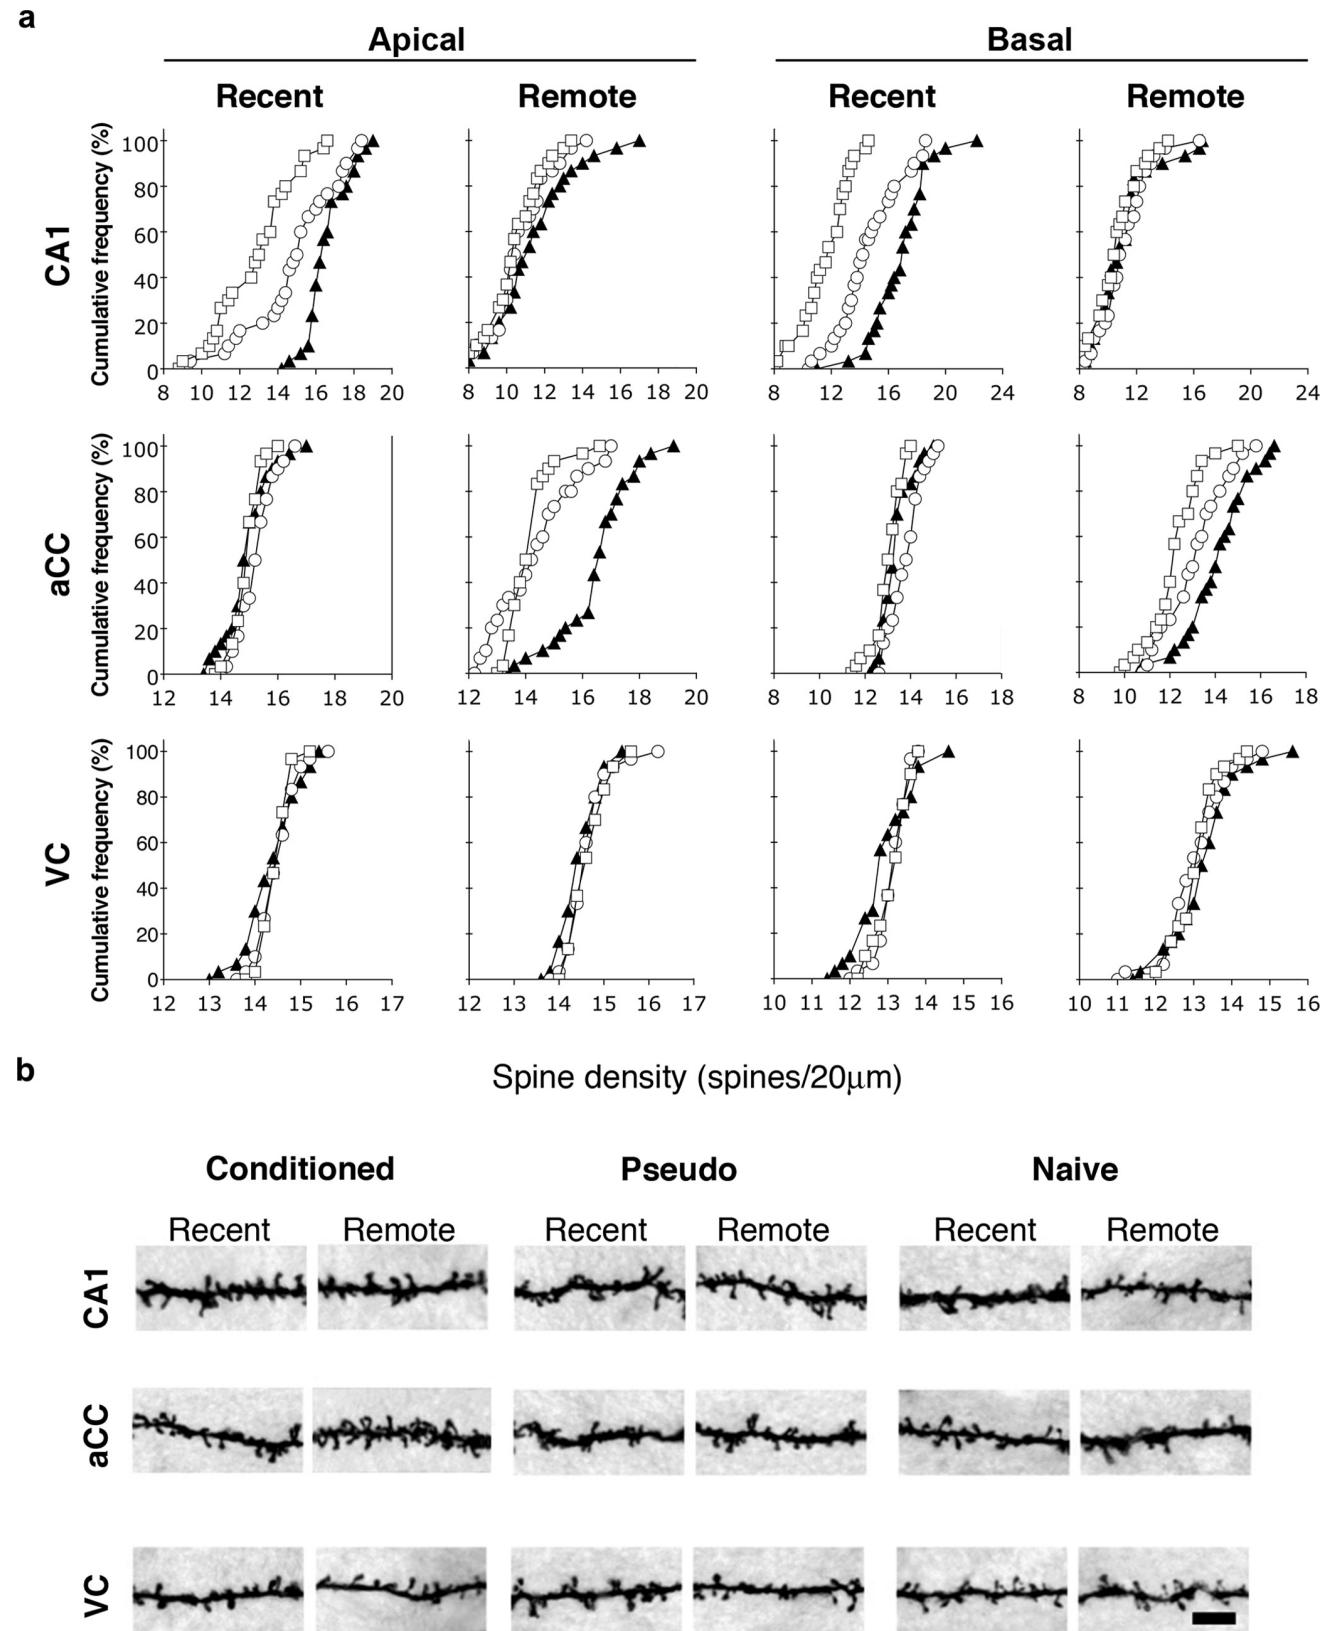 a
Apical Basal
Recent Remote Recent Remote
CA1
Cumulative frequency (%)
100
80
60
40
20
0
8 10 12 14 16 18 20
8 10 12 14 16 18 20
8 12 16 20 24
8 12 16 20 24
aCC
Cumulative frequency (%)
100
80
60
40
20
0
12 14 16 18 20
12 14 16 18 20
8 10 12 14 16 18
8 10 12 14 16 18
VC
Cumulative frequency (%)
100
80
60
40
20
0
12 13 14 15 16 17
12 13 14 15 16 17
10 11 12 13 14 15 16
10 11 12 13 14 15 16
Spine density (spines/20µm)
b
Conditioned Pseudo Naive
Recent Remote Recent Remote Recent Remote
CA1
aCC
VC